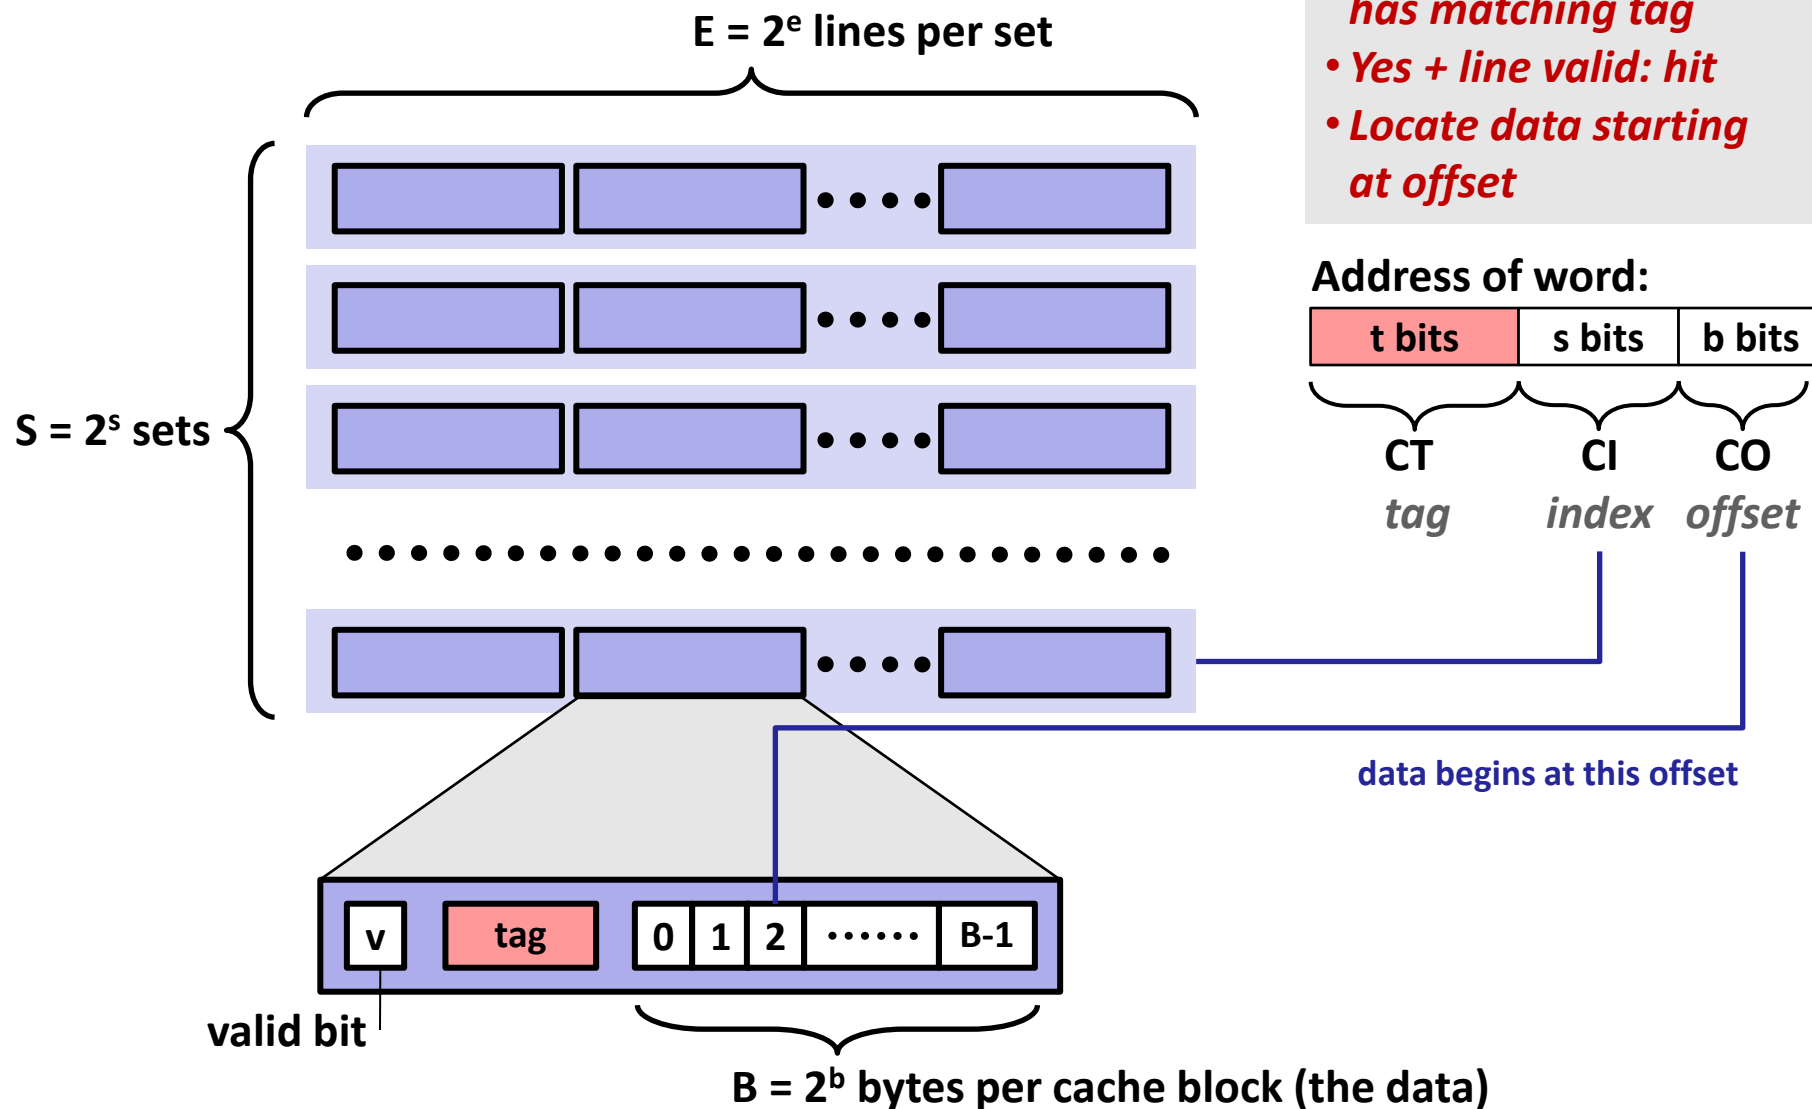 E = 2ᵉ lines per set
has matching tag
• Yes + line valid: hit
• Locate data starting
at offset
Address of word:
t bits s bits b bits
CT CI CO
tag index offset
S = 2ˢ sets
data begins at this offset
v tag 0 1 2 •••••• B-1
valid bit
B = 2ᵇ bytes per cache block (the data)